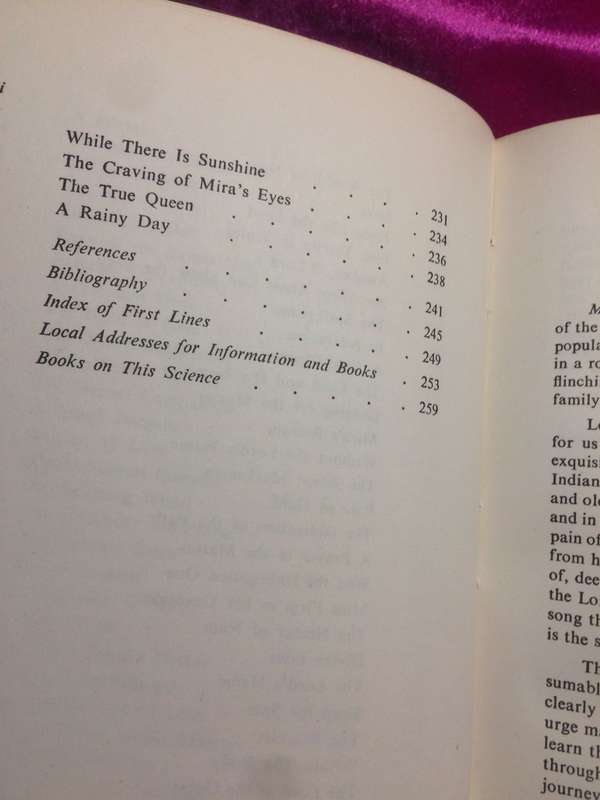 i
While There Is Sunshine . . . . 231
The Craving of Mira's Eyes . . . . 234
The True Queen . . . . . 236
A Rainy Day . . . . . 238
References . . . . . . 241
Bibliography . . . . . . 245
Index of First Lines . . . . . 249
Local Addresses for Information and Books . 253
Books on This Science . . . . . 259
M
of the
popula
in a ro
flinchi
family
Lo
for us
exquis
Indian
and old
and in
pain of
from h
of, dee
the Lo
song th
is the s
Th
sumabl
clearly
urge m
learn th
through
journey